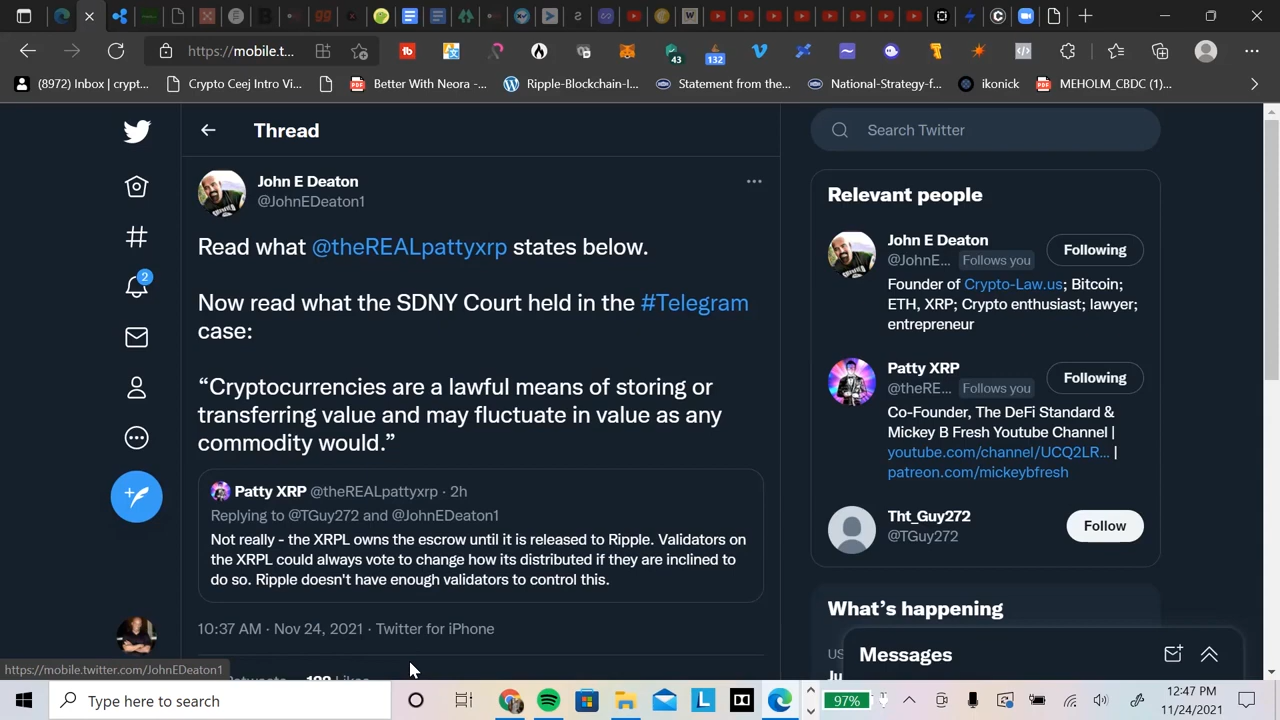 https://mobile.t...
43
132
(8972) Inbox | crypt...
Crypto Ceej Intro Vi...
Better With Neora -...
Ripple-Blockchain-I...
Statement from the...
National-Strategy-f...
ikonick
MEHOLM_CBDC (1)...
Thread
Search Twitter
John E Deaton
@JohnEDeaton1
Read what @theREALpattyxrp states below.
Now read what the SDNY Court held in the #Telegram
case:
“Cryptocurrencies are a lawful means of storing or
transferring value and may fluctuate in value as any
commodity would.”
Patty XRP @theREALpattyxrp · 2h
Replying to @TGuy272 and @JohnEDeaton1
Not really - the XRPL owns the escrow until it is released to Ripple. Validators on
the XRPL could always vote to change how its distributed if they are inclined to
do so. Ripple doesn't have enough validators to control this.
10:37 AM · Nov 24, 2021 · Twitter for iPhone
2
Relevant people
John E Deaton
@JohnE... Follows you
Following
Founder of Crypto-Law.us; Bitcoin;
ETH, XRP; Crypto enthusiast; lawyer;
entrepreneur
Patty XRP
@theRE... Follows you
Following
Co-Founder, The DeFi Standard &
Mickey B Fresh Youtube Channel |
youtube.com/channel/UCQ2LR... |
patreon.com/mickeybfresh
Tht_Guy272
@TGuy272
Follow
What's happening
US
Messages
https://mobile.twitter.com/JohnEDeaton1
Type here to search
97%
12:47 PM
11/24/2021